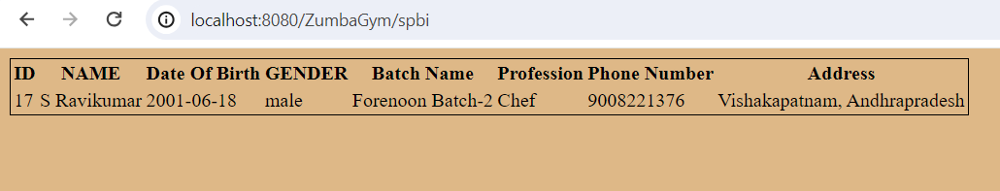 localhost:8080/ZumbaGym/spbi
ID NAME Date Of Birth GENDER Batch Name Profession Phone Number Address
17 S Ravikumar 2001-06-18 male Forenoon Batch-2 Chef 9008221376 Vishakapatnam, Andhrapradesh